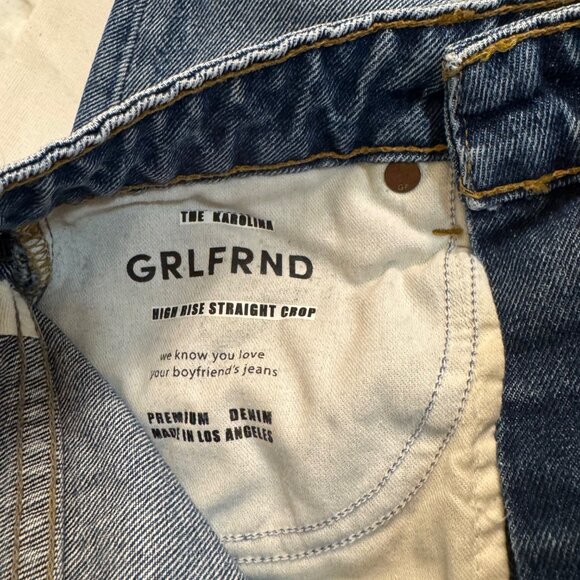 THE KAROLINA
GRLFRND
HIGH RISE STRAIGHT CROP
we know you love
your boyfriend's jeans
PREMIUM DENIM
MADE IN LOS ANGELES